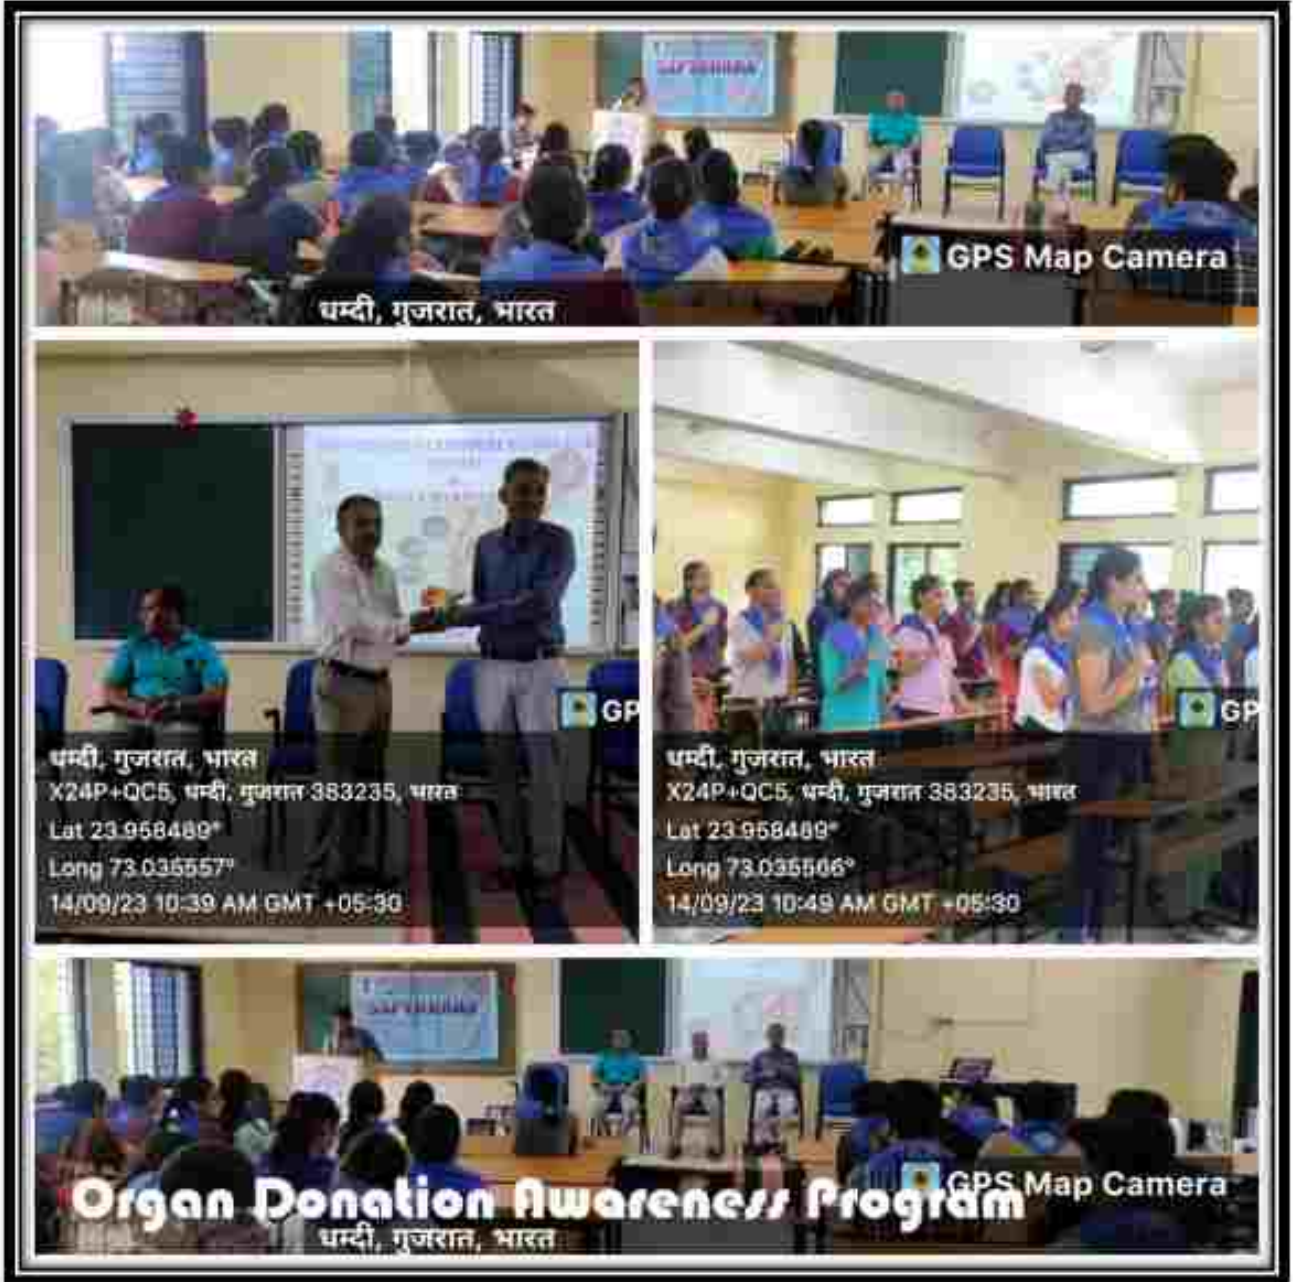 GPS Map Camera
धम्दी, गुजरात, भारत
GP
धम्दी, गुजरात, भारत
X24P+QC5, धम्दी, गुजरात 383235, भारत
Lat 23.958489°
Long 73.035557°
14/09/23 10:39 AM GMT +05:30
GP
धम्दी, गुजरात, भारत
X24P+QC5, धम्दी, गुजरात 383235, भारत
Lat 23.958489°
Long 73.035566°
14/09/23 10:49 AM GMT +05:30
GPS Map Camera
Organ Donation Awareness Program
धम्दी, गुजरात, भारत